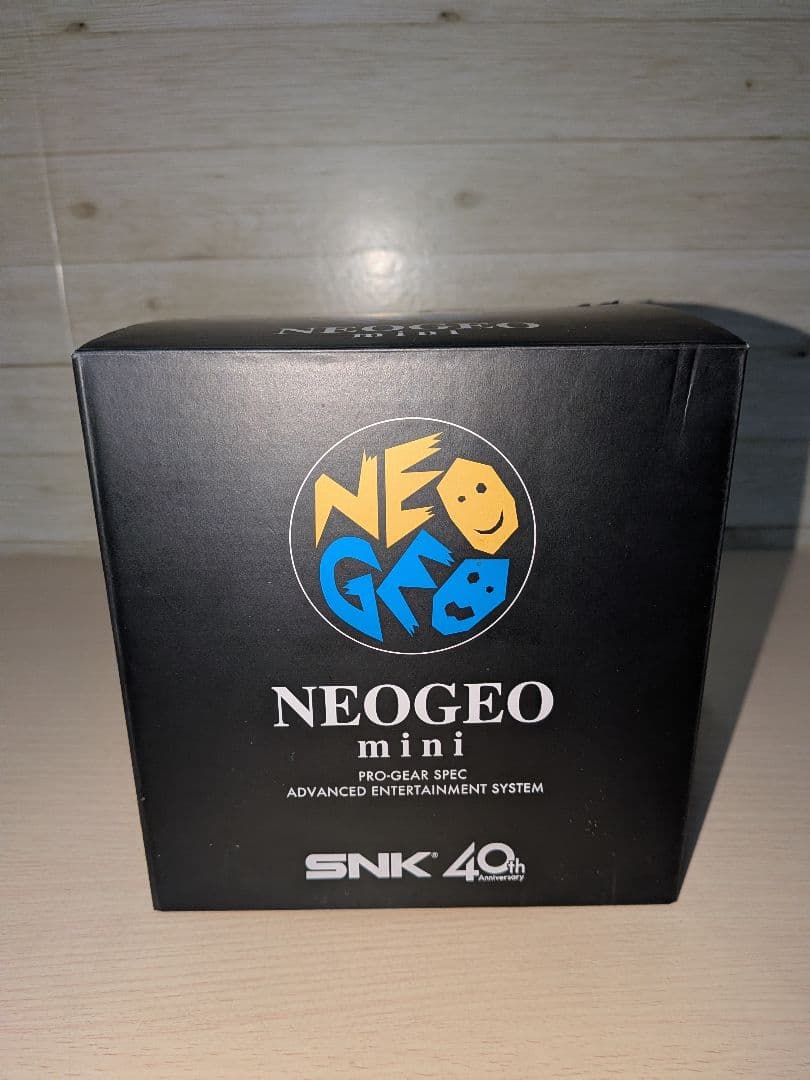 NEOGEO
mini
NEO
GEO
NEOGEO
mini
PRO-GEAR SPEC
ADVANCED ENTERTAINMENT SYSTEM
SNK® 40th
Anniversary